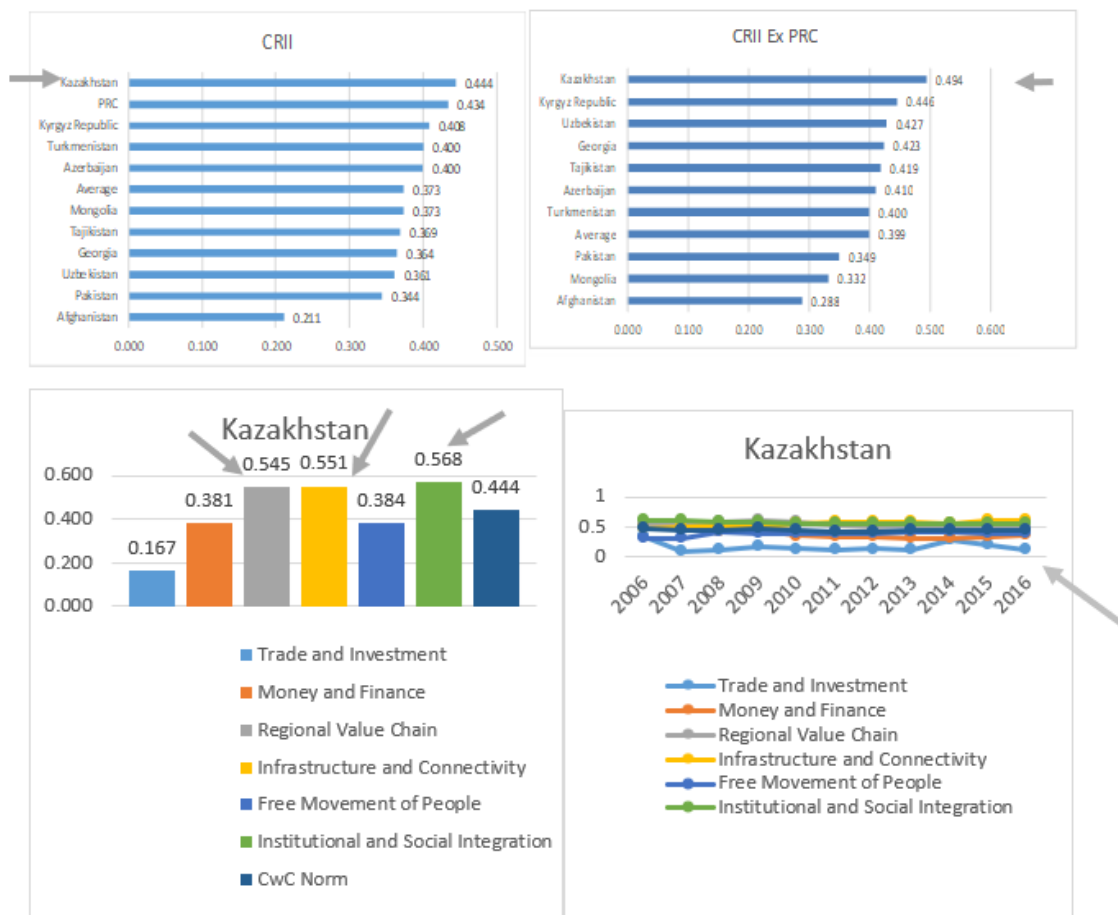 CRII
Kazakhstan 0.444
PRC 0.434
Kyrgyz Republic 0.408
Turkmenistan 0.400
Azerbaijan 0.400
Average 0.373
Mongolia 0.373
Tajikistan 0.369
Georgia 0.364
Uzbekistan 0.361
Pakistan 0.344
Afghanistan 0.211
0.000 0.100 0.200 0.300 0.400 0.500
CRII Ex PRC
Kazakhstan 0.494
Kyrgyz Republic 0.446
Uzbekistan 0.427
Georgia 0.423
Tajikistan 0.419
Azerbaijan 0.410
Turkmenistan 0.400
Average 0.399
Pakistan 0.349
Mongolia 0.332
Afghanistan 0.288
0.000 0.100 0.200 0.300 0.400 0.500 0.600
Kazakhstan
0.600
0.400
0.200
0.000
0.167 0.381 0.545 0.551 0.384 0.568 0.444
Trade and Investment
Money and Finance
Regional Value Chain
Infrastructure and Connectivity
Free Movement of People
Institutional and Social Integration
CwC Norm
Kazakhstan
1
0.5
0
2006 2007 2008 2009 2010 2011 2012 2013 2014 2015 2016
Trade and Investment
Money and Finance
Regional Value Chain
Infrastructure and Connectivity
Free Movement of People
Institutional and Social Integration